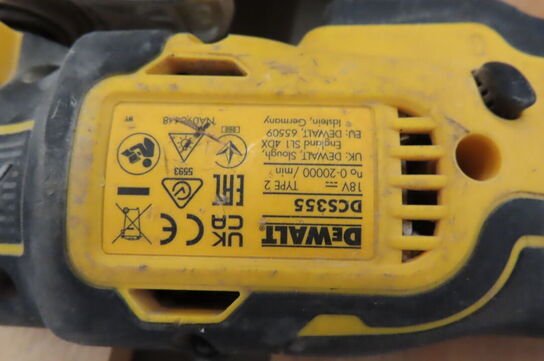 DEWALT
DCS355
18V ⎓ TYPE 2
n₀ 0-20000 /min⁻¹
UK: DEWALT, Slough,
England SL1 4DX
EU: DEWALT, 65509
Idstein, Germany
UK
CA
CE
EAC
5593